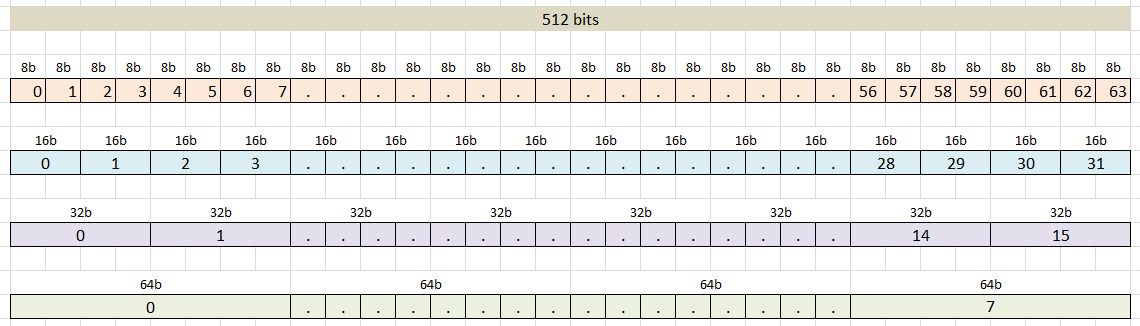 512 bits
8b 8b 8b 8b 8b 8b 8b 8b 8b 8b 8b 8b 8b 8b 8b 8b 8b 8b 8b 8b 8b 8b 8b 8b 8b 8b 8b 8b 8b 8b 8b 8b
0 1 2 3 4 5 6 7 . . . . . . . . . . . . . . . . 56 57 58 59 60 61 62 63
16b 16b 16b 16b 16b 16b 16b 16b 16b 16b 16b 16b 16b 16b 16b 16b
0 1 2 3 . . . . . . . . . . . . . . . . 28 29 30 31
32b 32b 32b 32b 32b 32b 32b 32b
0 1 . . . . . . . . . . . . . . . . 14 15
64b 64b 64b 64b
0 . . . . . . . . . . . . . . . . 7